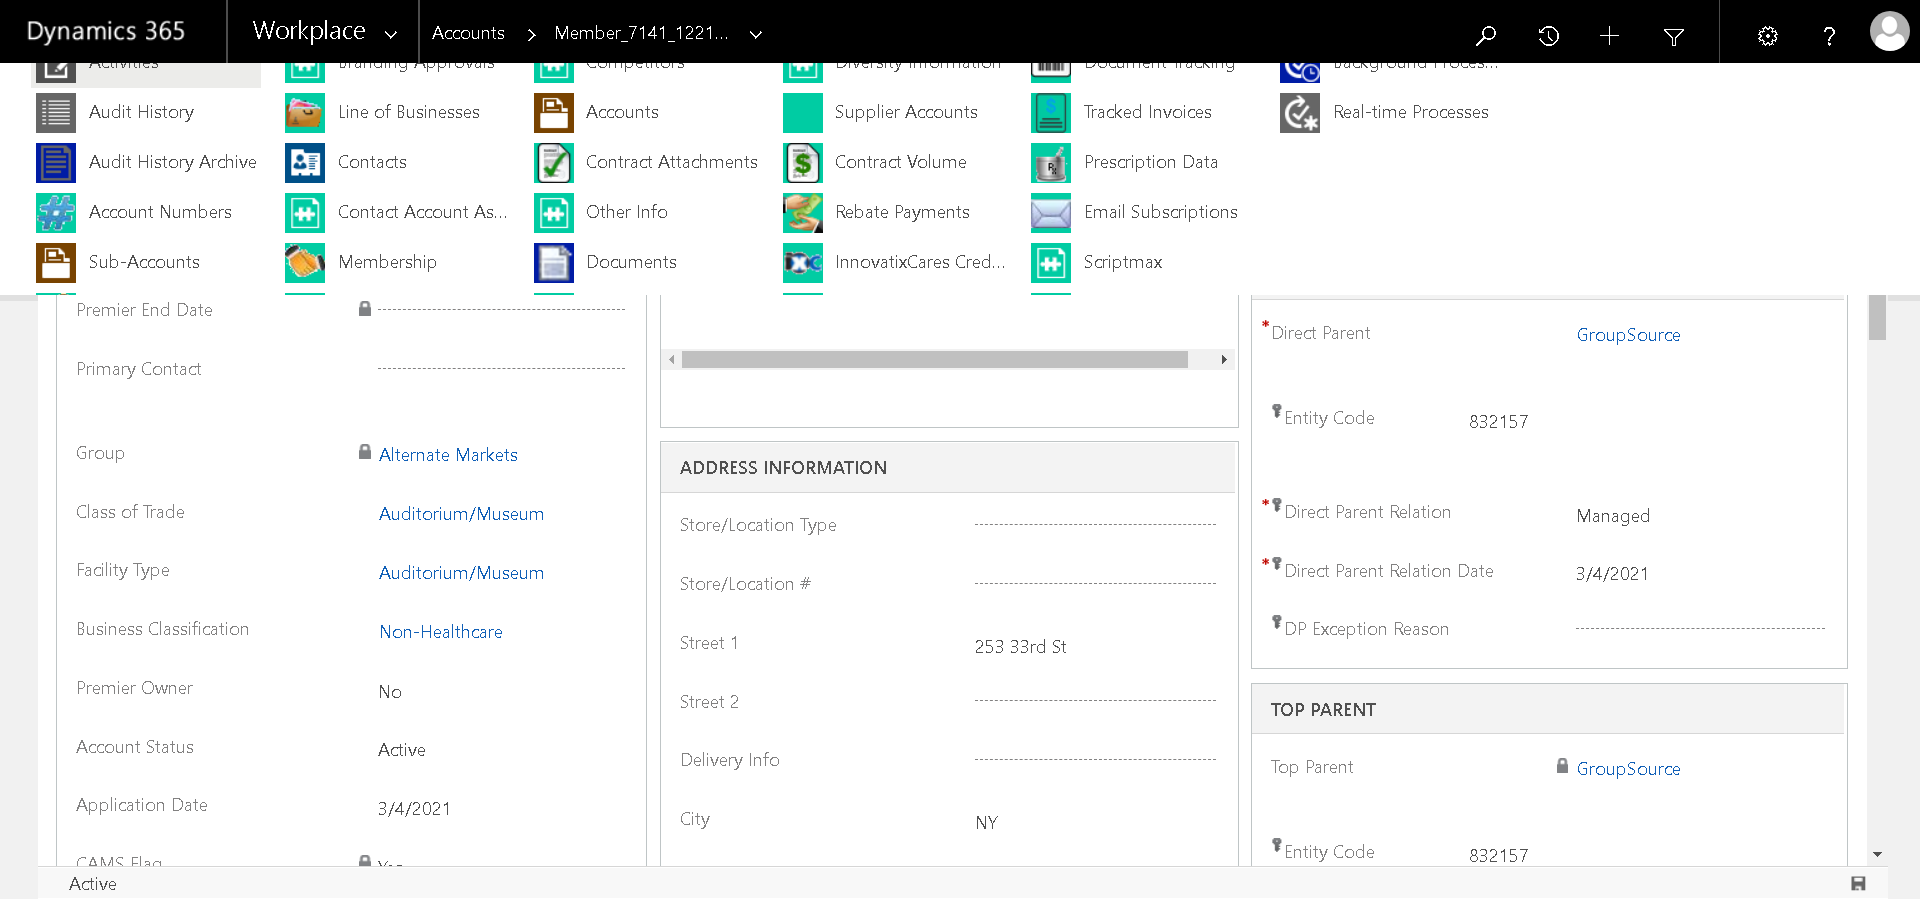 Dynamics 365 Workplace Accounts Member_7141_1221...
Activities Branding Approvals Competitors Diversity Information Document Tracking Background Proces...
Audit History Line of Businesses Accounts Supplier Accounts Tracked Invoices Real-time Processes
Audit History Archive Contacts Contract Attachments Contract Volume Prescription Data
Account Numbers Contact Account As... Other Info Rebate Payments Email Subscriptions
Sub-Accounts Membership Documents InnovatixCares Cred... Scriptmax
Premier End Date
Primary Contact
Group Alternate Markets
Class of Trade Auditorium/Museum
Facility Type Auditorium/Museum
Business Classification Non-Healthcare
Premier Owner No
Account Status Active
Application Date 3/4/2021
CAMS Flag Yes
ADDRESS INFORMATION
Store/Location Type
Store/Location #
Street 1 253 33rd St
Street 2
Delivery Info
City NY
*Direct Parent GroupSource
Entity Code 832157
*Direct Parent Relation Managed
*Direct Parent Relation Date 3/4/2021
DP Exception Reason
TOP PARENT
Top Parent GroupSource
Entity Code 832157
Active